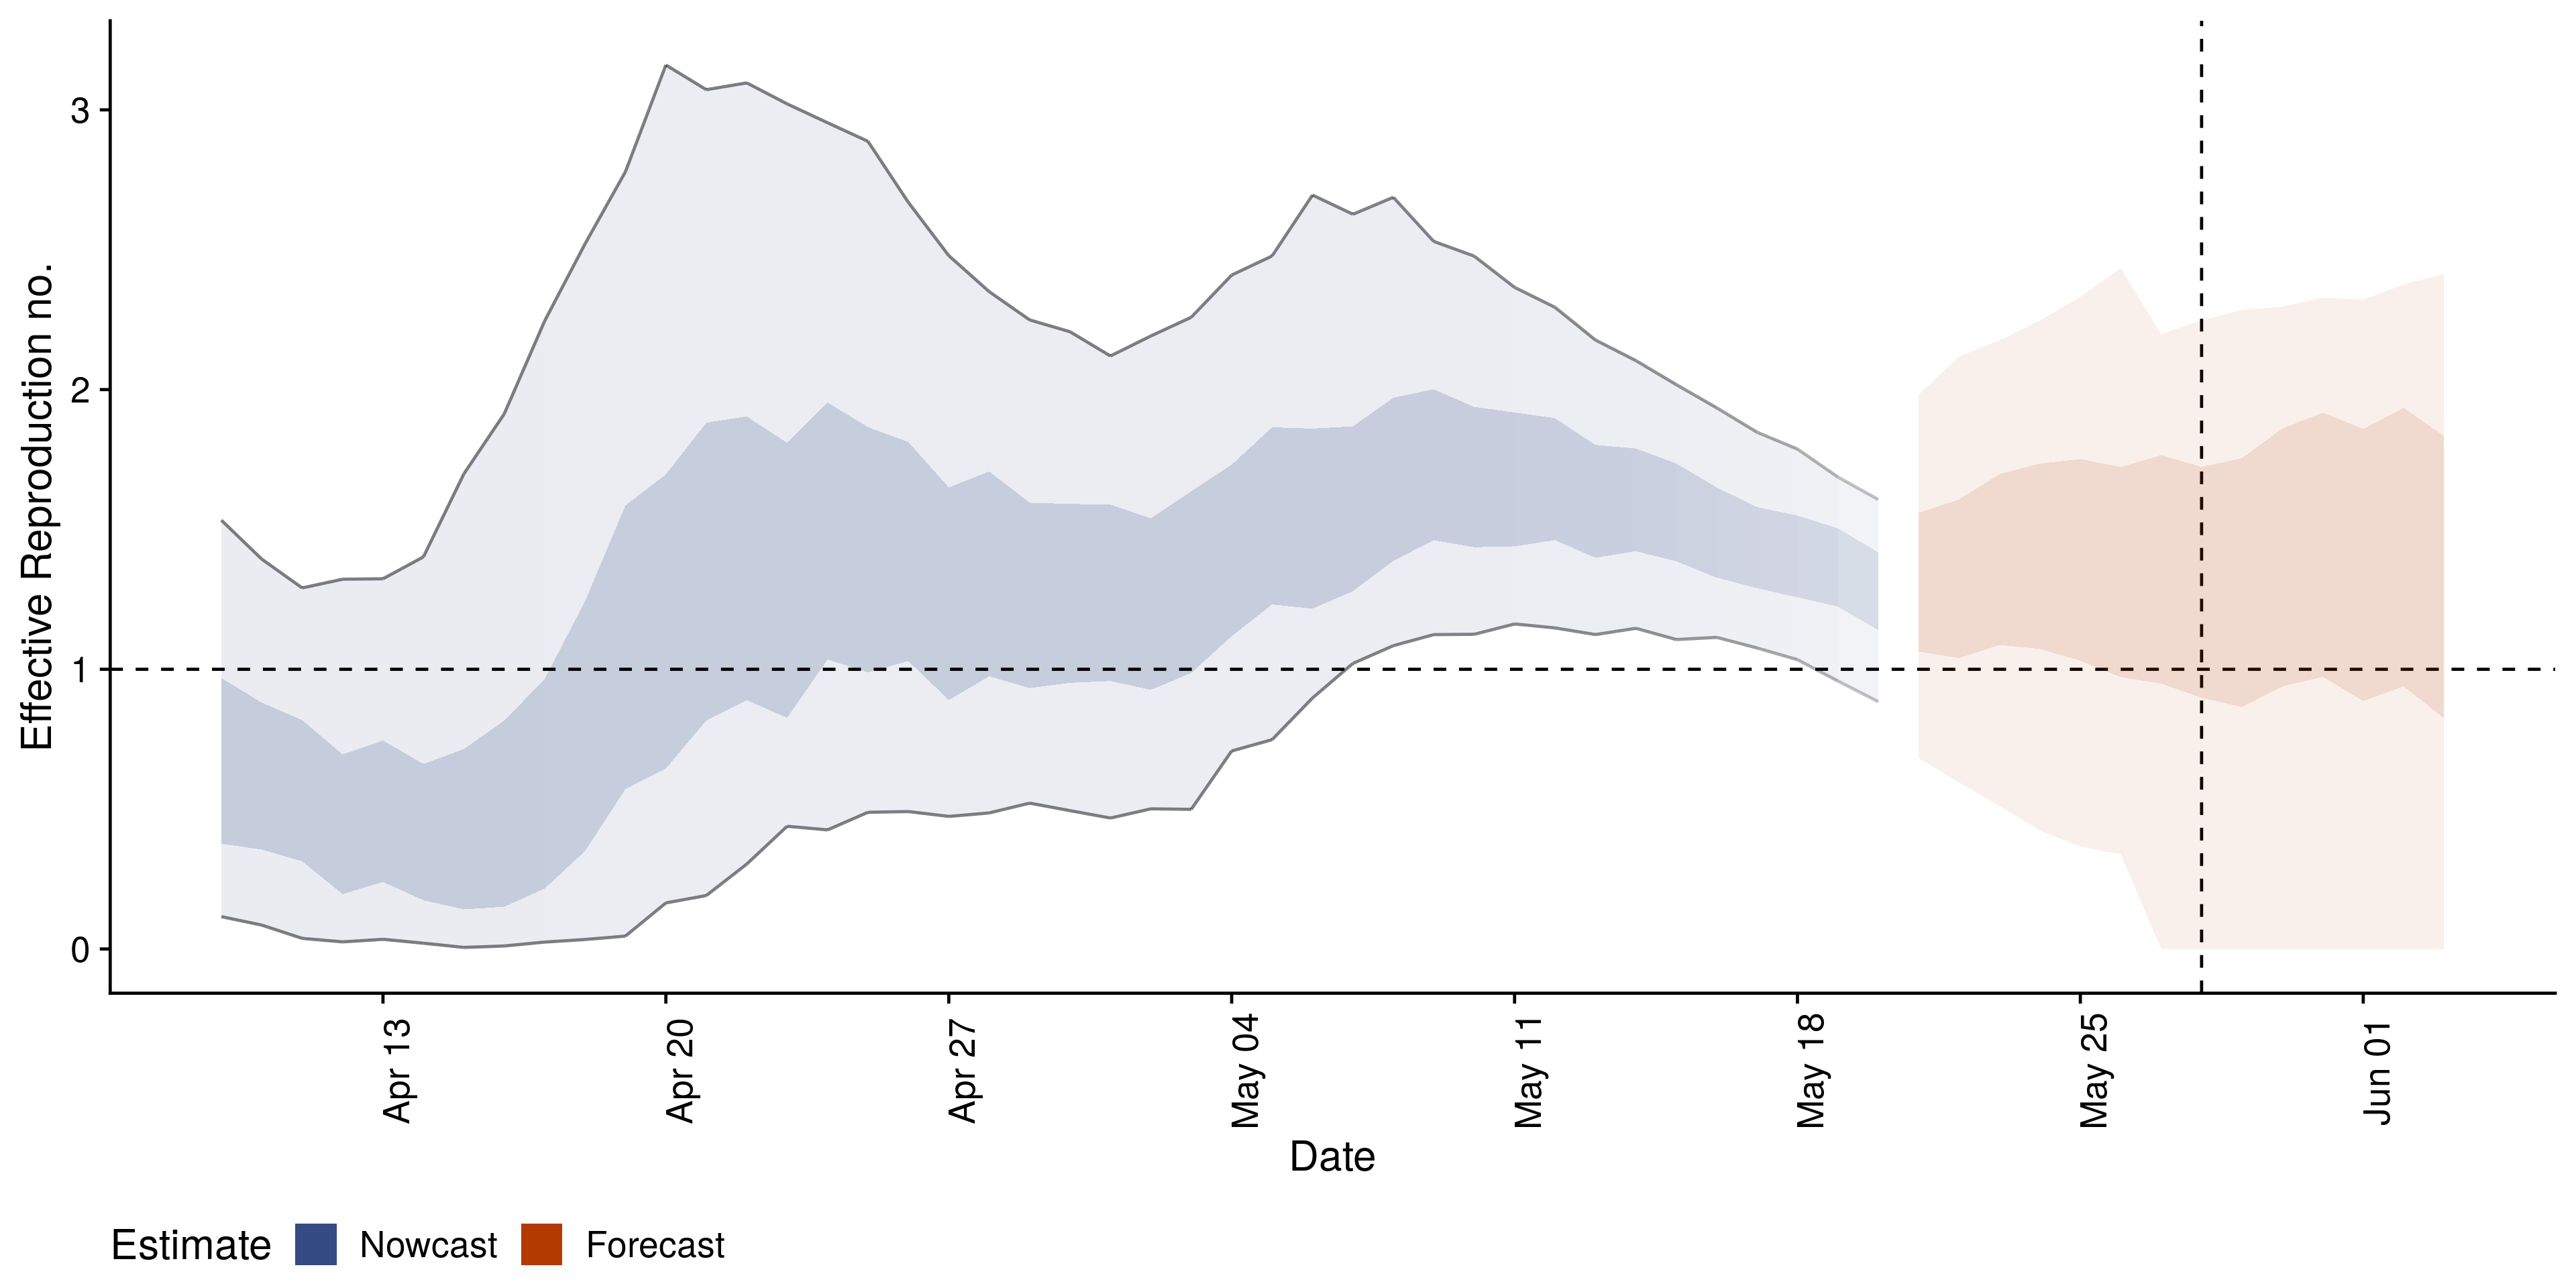 Effective Reproduction no.
3
2
1
0
Apr 13
Apr 20
Apr 27
May 04
May 11
May 18
May 25
Jun 01
Date
Estimate Nowcast Forecast